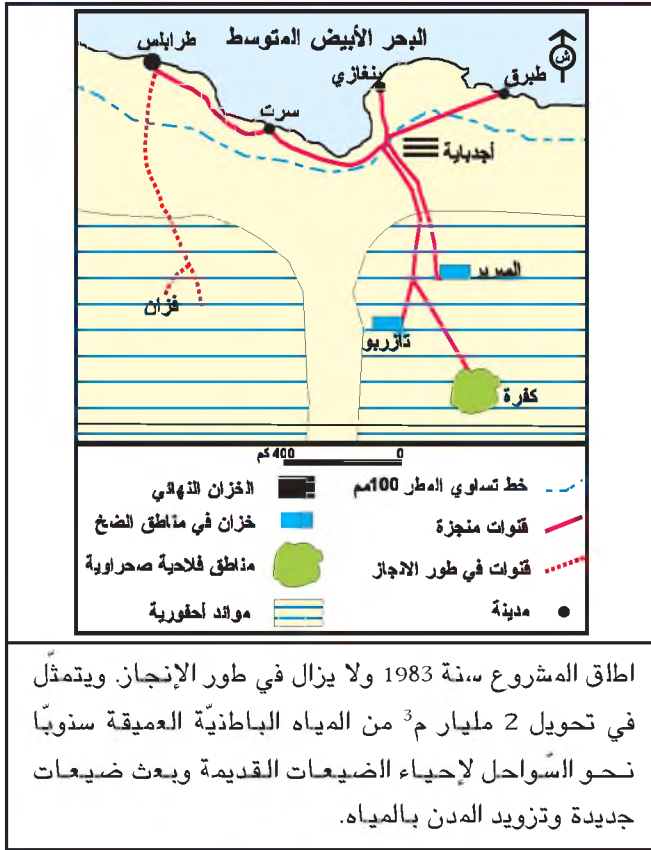 البحر الأبيض المتوسط
ش
طرابلس
طبرق
بنغازي
سرت
أجدباية
السرير
فزان
تازربو
كفرة
400 كم
0
خط تساوي المطر 100مم
الخزان النهائي
قنوات منجزة
خزان في مناطق الضخ
قنوات في طور الانجاز
مناطق فلاحية صحراوية
مدينة
موائد أحفورية
اطلق المشروع سنة 1983 ولا يزال في طور الإنجاز. ويتمثّل
في تحويل 2 مليار م³ من المياه الباطنيّة العميقة سنويّا
نحو السّواحل لإحياء الضيعات القديمة وبعث ضيعات
جديدة وتزويد المدن بالمياه.